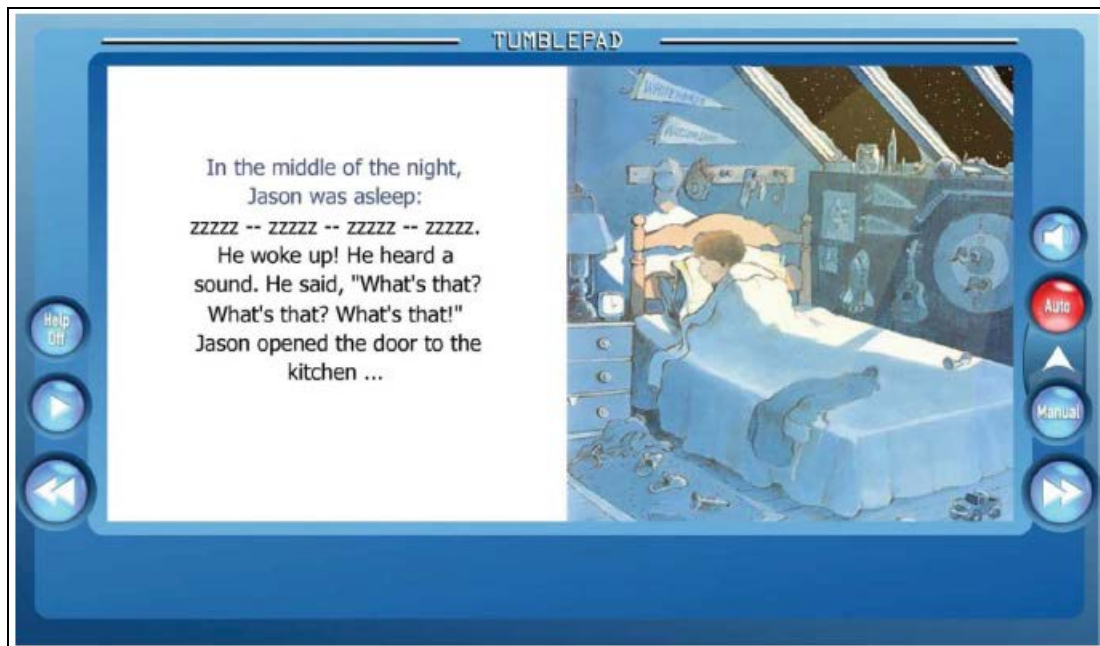 TUMBLEPAD
In the middle of the night,
Jason was asleep:
zzzzz -- zzzzz -- zzzzz -- zzzzz.
He woke up! He heard a
sound. He said, "What's that?
What's that? What's that!"
Jason opened the door to the
kitchen ...
Help
Off
Auto
Manual